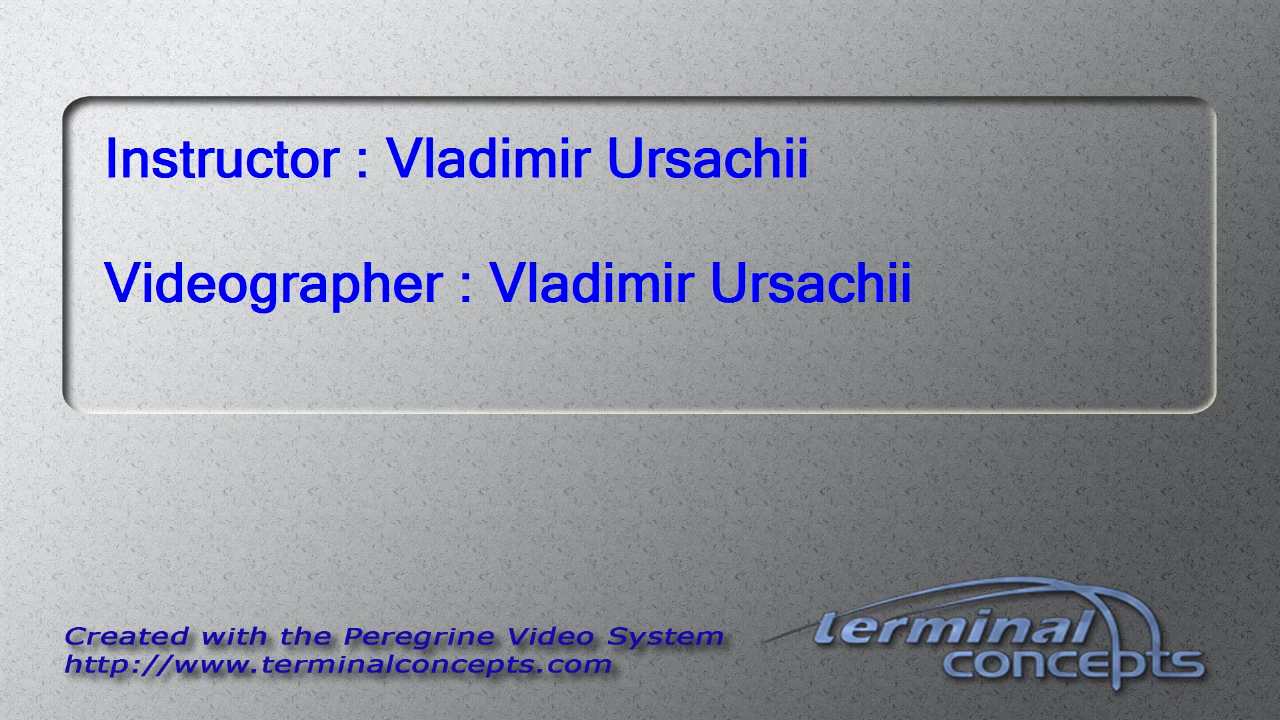 Instructor : Vladimir Ursachii
Videographer : Vladimir Ursachii
Created with the Peregrine Video System
http://www.terminalconcepts.com
terminal
concepts